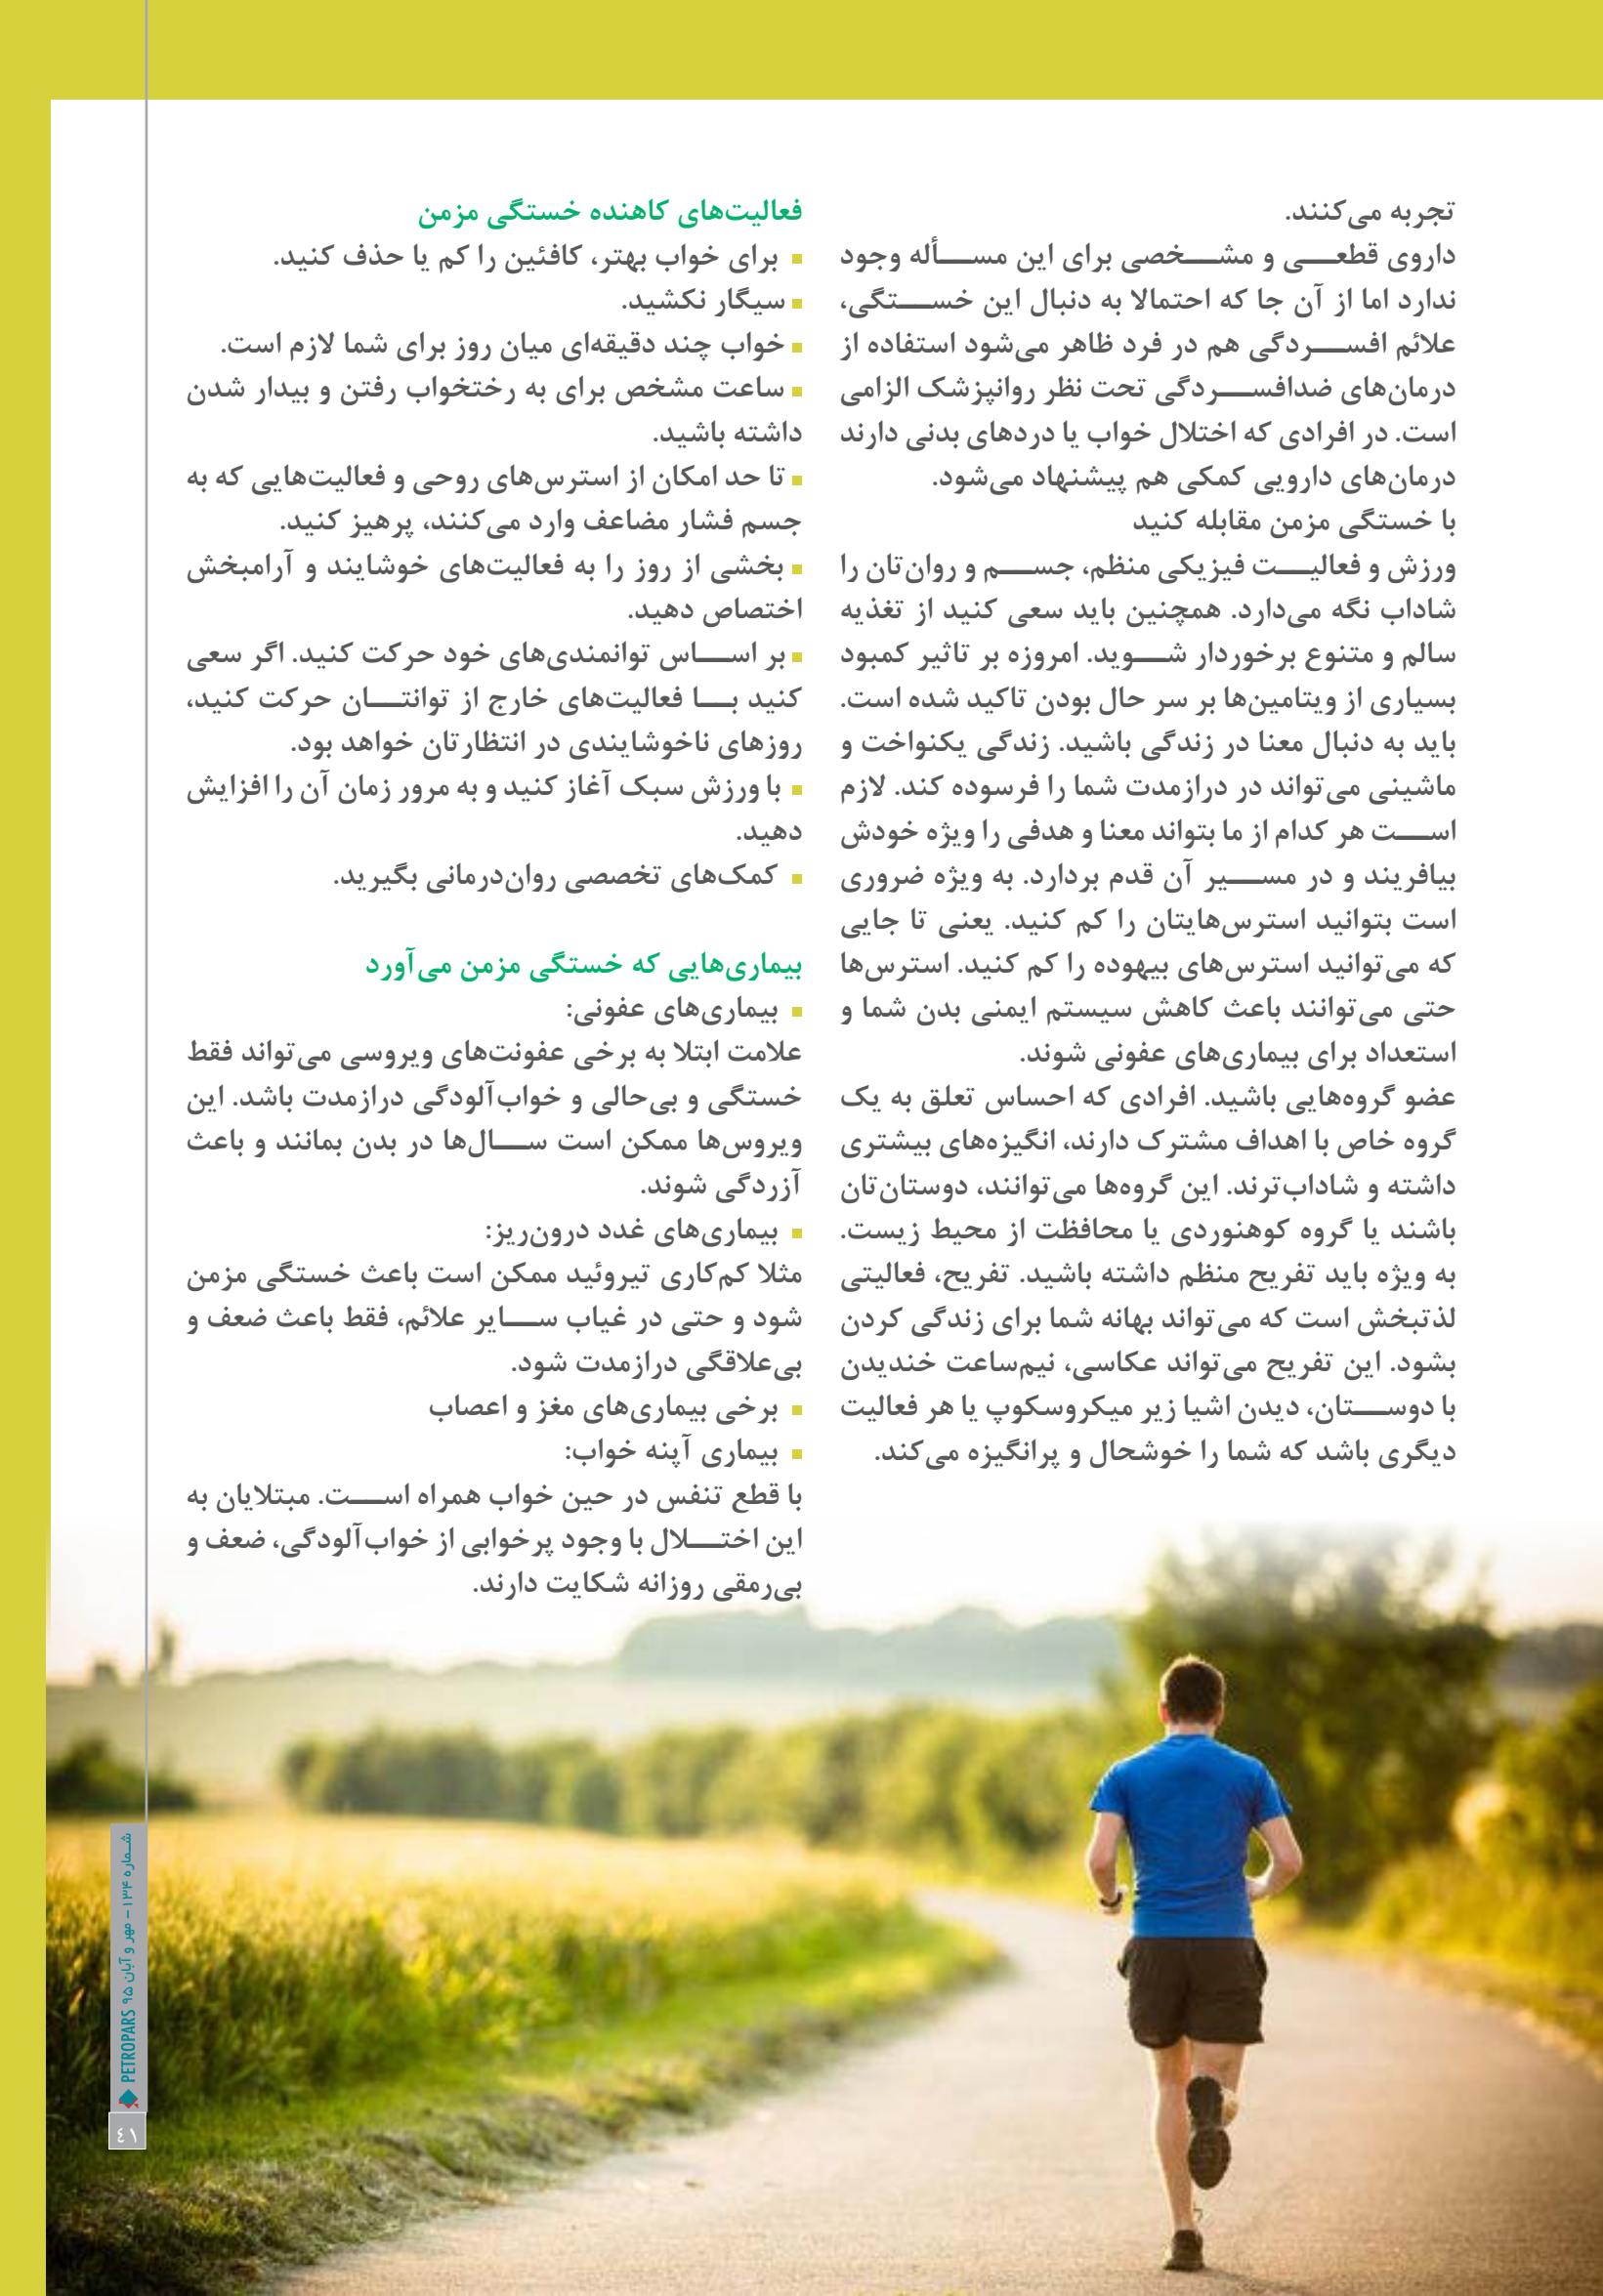 تجربه می‌کنند.
داروی قطعی و مشخصی برای این مسأله وجود
ندارد اما از آن جا که احتمالا به دنبال این خستگی،
علائم افسردگی هم در فرد ظاهر می‌شود استفاده از
درمان‌های ضدافسردگی تحت نظر روانپزشک الزامی
است. در افرادی که اختلال خواب یا دردهای بدنی دارند
درمان‌های دارویی کمکی هم پیشنهاد می‌شود.
با خستگی مزمن مقابله کنید
ورزش و فعالیت فیزیکی منظم، جسم و روان‌تان را
شاداب نگه می‌دارد. همچنین باید سعی کنید از تغذیه
سالم و متنوع برخوردار شوید. امروزه بر تاثیر کمبود
بسیاری از ویتامین‌ها بر سر حال بودن تاکید شده است.
باید به دنبال معنا در زندگی باشید. زندگی یکنواخت و
ماشینی می‌تواند در درازمدت شما را فرسوده کند. لازم
است هر کدام از ما بتواند معنا و هدفی را ویژه خودش
بیافریند و در مسیر آن قدم بردارد. به ویژه ضروری
است بتوانید استرس‌هایتان را کم کنید. یعنی تا جایی
که می‌توانید استرس‌های بیهوده را کم کنید. استرس‌ها
حتی می‌توانند باعث کاهش سیستم ایمنی بدن شما و
استعداد برای بیماری‌های عفونی شوند.
عضو گروه‌هایی باشید. افرادی که احساس تعلق به یک
گروه خاص با اهداف مشترک دارند، انگیزه‌های بیشتری
داشته و شاداب‌ترند. این گروه‌ها می‌توانند، دوستان‌تان
باشند یا گروه کوهنوردی یا محافظت از محیط زیست.
به ویژه باید تفریح منظم داشته باشید. تفریح، فعالیتی
لذتبخش است که می‌تواند بهانه شما برای زندگی کردن
بشود. این تفریح می‌تواند عکاسی، نیم‌ساعت خندیدن
با دوستان، دیدن اشیا زیر میکروسکوپ یا هر فعالیت
دیگری باشد که شما را خوشحال و پرانگیزه می‌کند.
فعالیت‌های کاهنده خستگی مزمن
▪ برای خواب بهتر، کافئین را کم یا حذف کنید.
▪ سیگار نکشید.
▪ خواب چند دقیقه‌ای میان روز برای شما لازم است.
▪ ساعت مشخص برای به رختخواب رفتن و بیدار شدن
داشته باشید.
▪ تا حد امکان از استرس‌های روحی و فعالیت‌هایی که به
جسم فشار مضاعف وارد می‌کنند، پرهیز کنید.
▪ بخشی از روز را به فعالیت‌های خوشایند و آرامبخش
اختصاص دهید.
▪ بر اساس توانمندی‌های خود حرکت کنید. اگر سعی
کنید با فعالیت‌های خارج از توانتان حرکت کنید،
روزهای ناخوشایندی در انتظارتان خواهد بود.
▪ با ورزش سبک آغاز کنید و به مرور زمان آن را افزایش
دهید.
▪ کمک‌های تخصصی روان‌درمانی بگیرید.
بیماری‌هایی که خستگی مزمن می‌آورد
▪ بیماری‌های عفونی:
علامت ابتلا به برخی عفونت‌های ویروسی می‌تواند فقط
خستگی و بی‌حالی و خواب‌آلودگی درازمدت باشد. این
ویروس‌ها ممکن است سال‌ها در بدن بمانند و باعث
آزردگی شوند.
▪ بیماری‌های غدد درون‌ریز:
مثلا کم‌کاری تیروئید ممکن است باعث خستگی مزمن
شود و حتی در غیاب سایر علائم، فقط باعث ضعف و
بی‌علاقگی درازمدت شود.
▪ برخی بیماری‌های مغز و اعصاب
▪ بیماری آپنه خواب:
با قطع تنفس در حین خواب همراه است. مبتلایان به
این اختلال با وجود پرخوابی از خواب‌آلودگی، ضعف و
بی‌رمقی روزانه شکایت دارند.
شماره ۱۳۴ – مهر و آبان ۹۵ PETROPARS
٤١